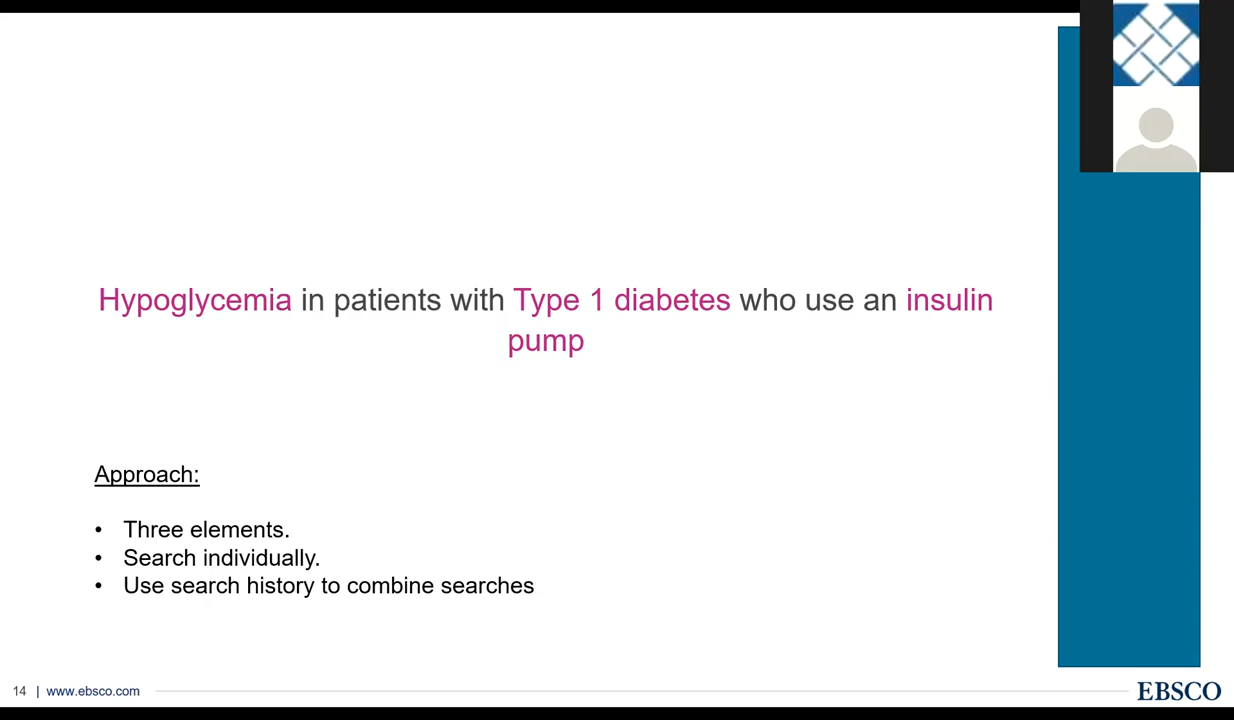 Hypoglycemia in patients with Type 1 diabetes who use an insulin
pump
Approach:
• Three elements.
• Search individually.
• Use search history to combine searches
14 | www.ebsco.com
EBSCO